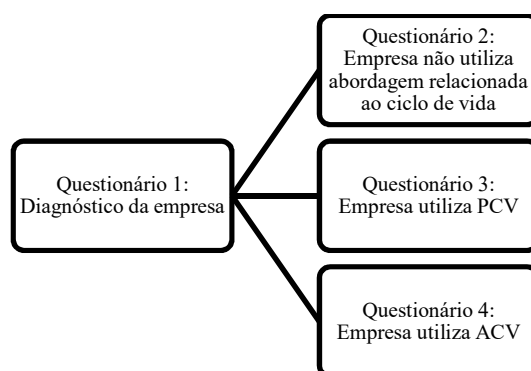 Questionário 1:
Diagnóstico da empresa
Questionário 2:
Empresa não utiliza
abordagem relacionada
ao ciclo de vida
Questionário 3:
Empresa utiliza PCV
Questionário 4:
Empresa utiliza ACV